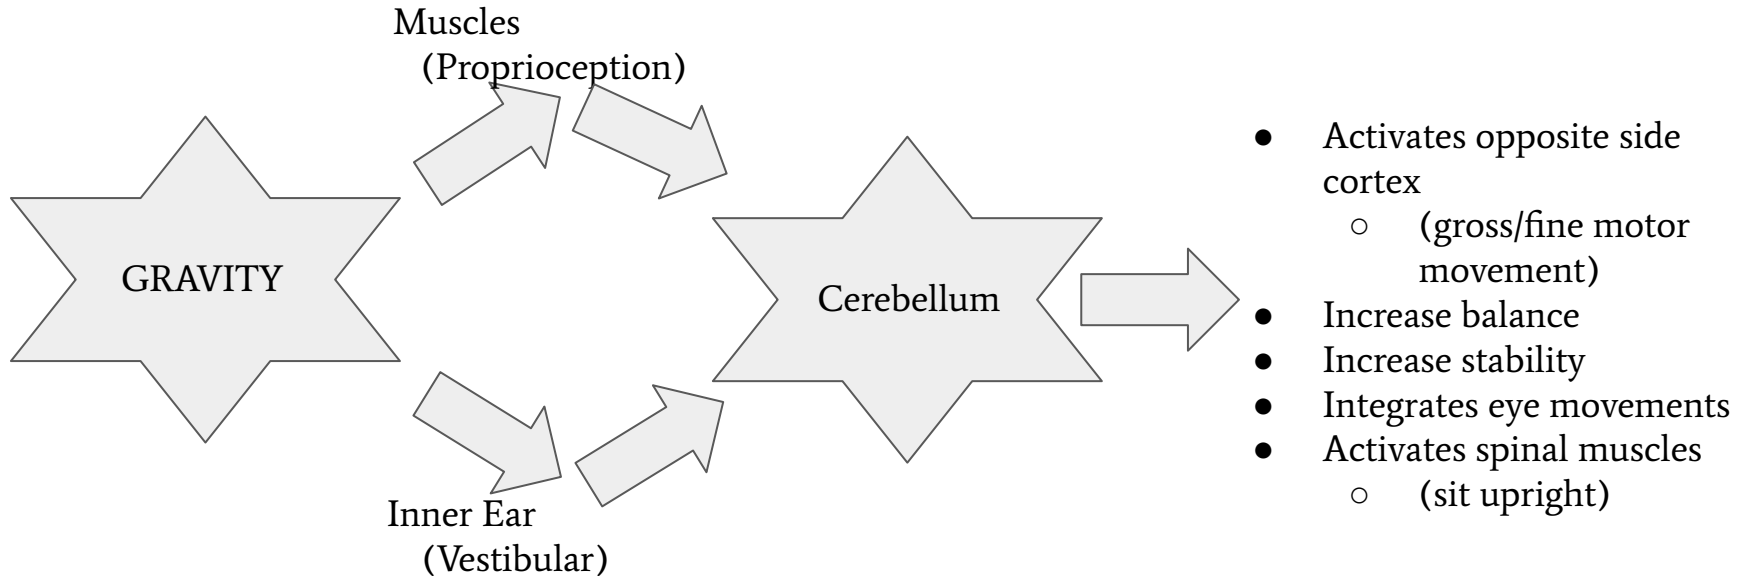 Muscles
(Proprioception)
GRAVITY
Inner Ear
(Vestibular)
Cerebellum
● Activates opposite side
cortex
○ (gross/fine motor
movement)
● Increase balance
● Increase stability
● Integrates eye movements
● Activates spinal muscles
○ (sit upright)